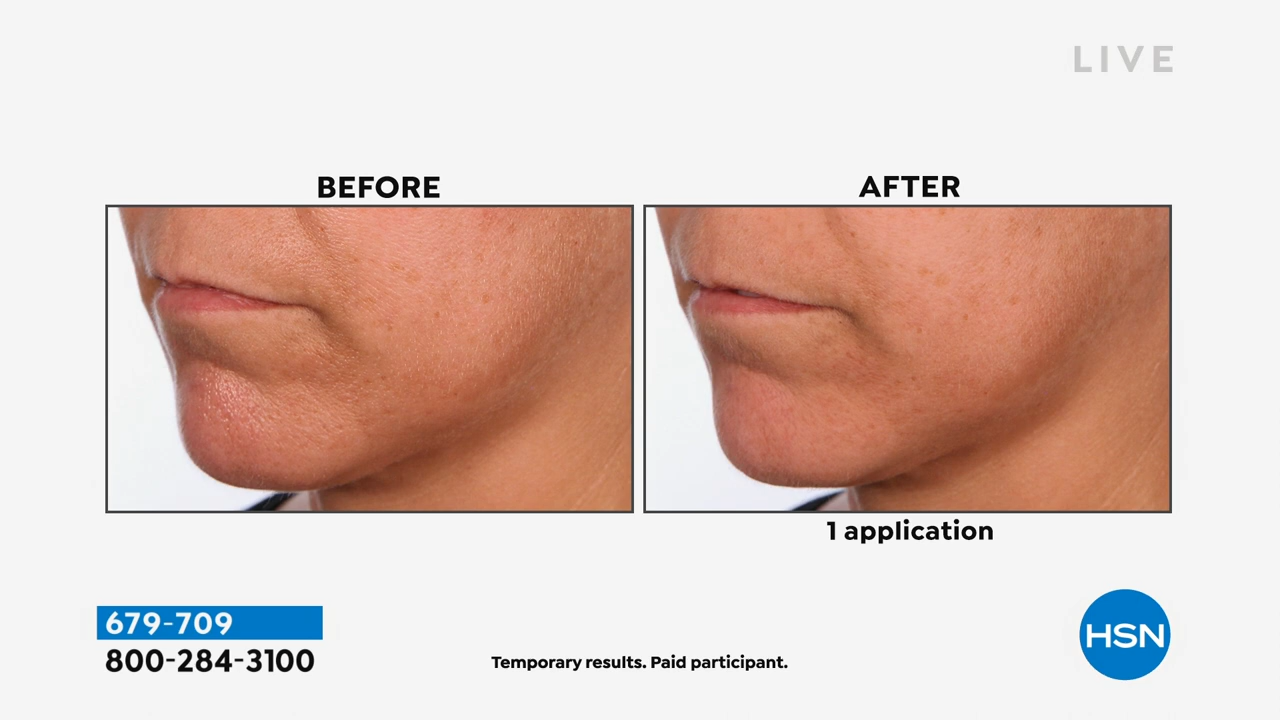 LIVE
BEFORE
AFTER
1 application
679-709
800-284-3100
Temporary results. Paid participant.
HSN